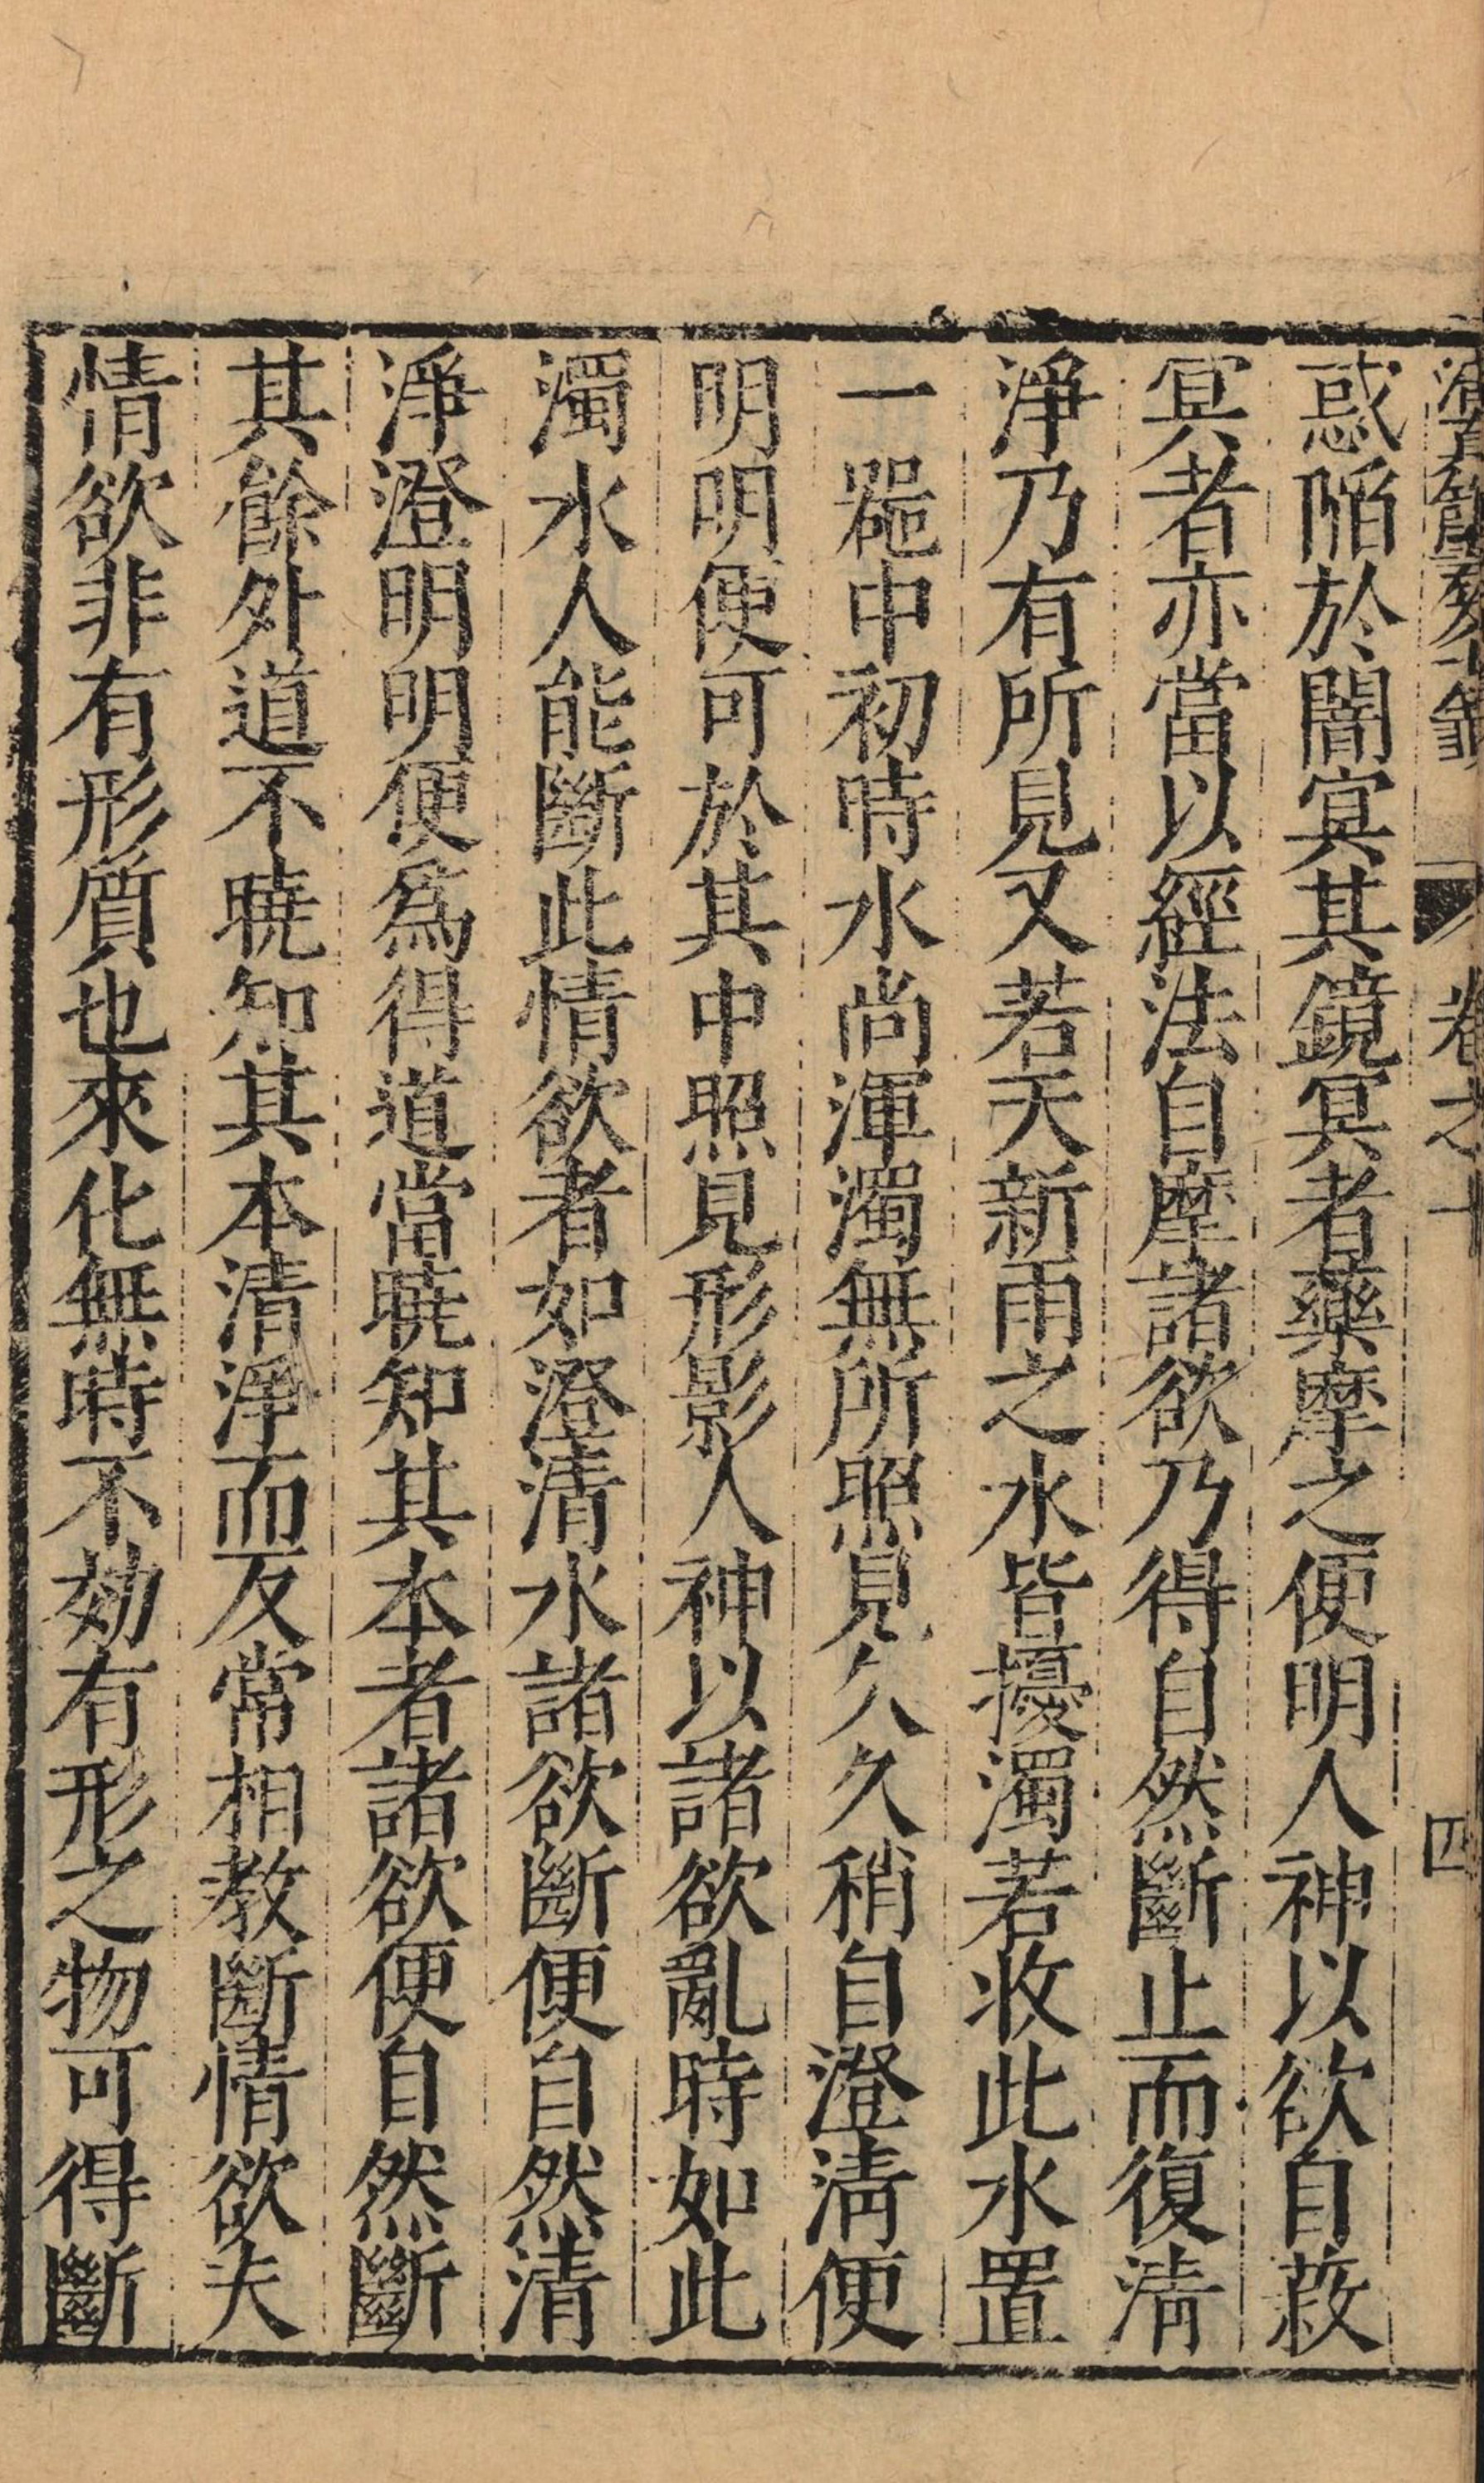 卷之十
四
惑陷於闇㝠其鏡冥者藥摩之便明人神以欲自蔽
冥者亦當以經法自摩諸欲乃得自然斷止而復清
淨乃有所見又若天新雨之水皆擾濁若收此水置
一器中初時水尚渾濁無所照見久久稍自澄清便
明明便可於其中照見形影人神以諸欲亂時如此
濁水人能斷此情欲者如澄清水諸欲斷便自然清
淨澄明明便為得道當曉知其本者諸欲便自然斷
其餘外道不曉知其本清淨而反常相教斷情欲夫
情欲非有形質也來化無時不効有形之物可得斷